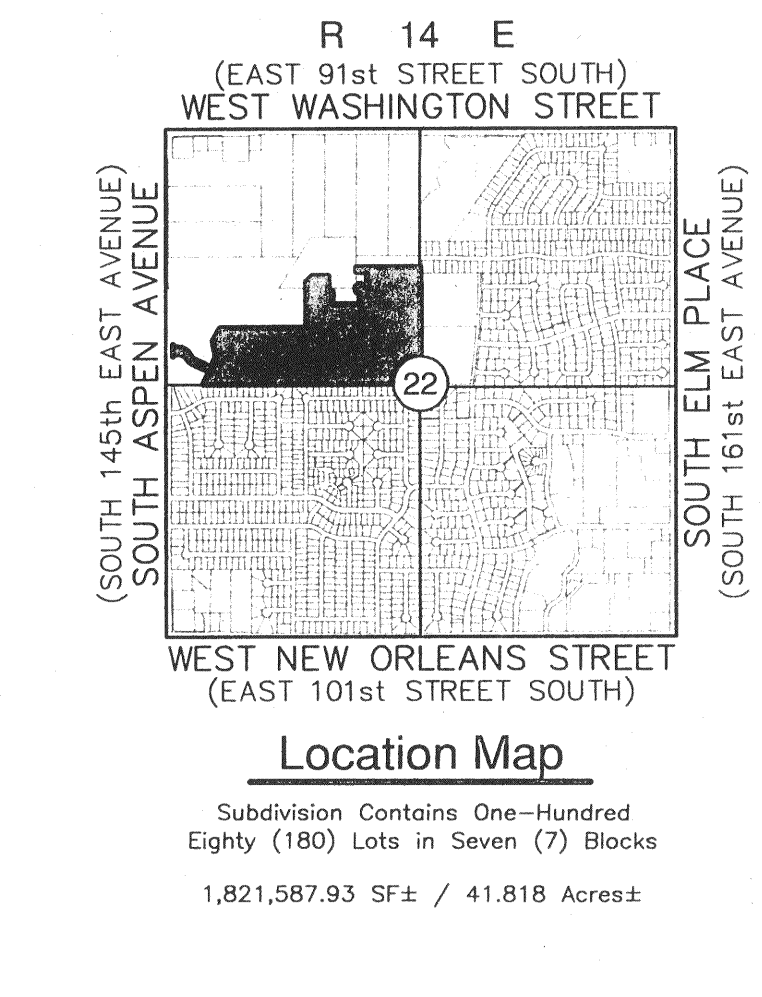 R 14 E
(EAST 91st STREET SOUTH)
WEST WASHINGTON STREET
(SOUTH 145th EAST AVENUE)
SOUTH ASPEN AVENUE
22
SOUTH ELM PLACE
(SOUTH 161st EAST AVENUE)
WEST NEW ORLEANS STREET
(EAST 101st STREET SOUTH)
Location Map
Subdivision Contains One-Hundred
Eighty (180) Lots in Seven (7) Blocks
1,821,587.93 SF± / 41.818 Acres±